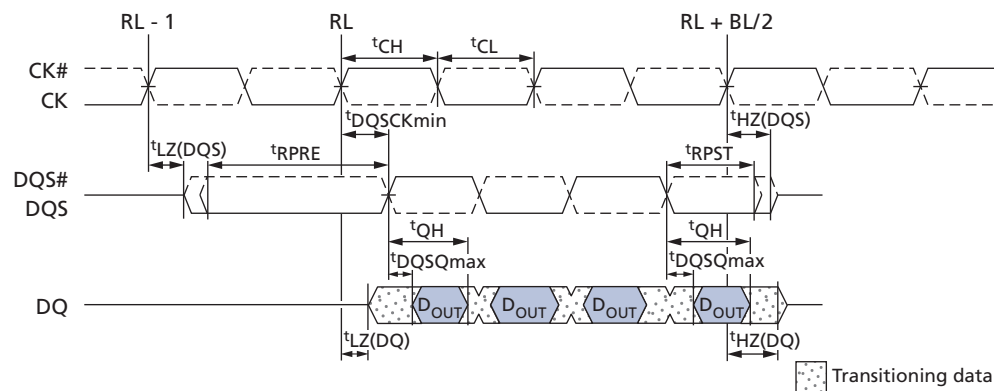 RL - 1
RL
RL + BL/2
tCH
tCL
CK#
CK
tDQSCKmin
tHZ(DQS)
tLZ(DQS)
tRPRE
tRPST
DQS#
DQS
tQH
tQH
tDQSQmax
tDQSQmax
DQ
DOUT
DOUT
DOUT
DOUT
tLZ(DQ)
tHZ(DQ)
Transitioning data